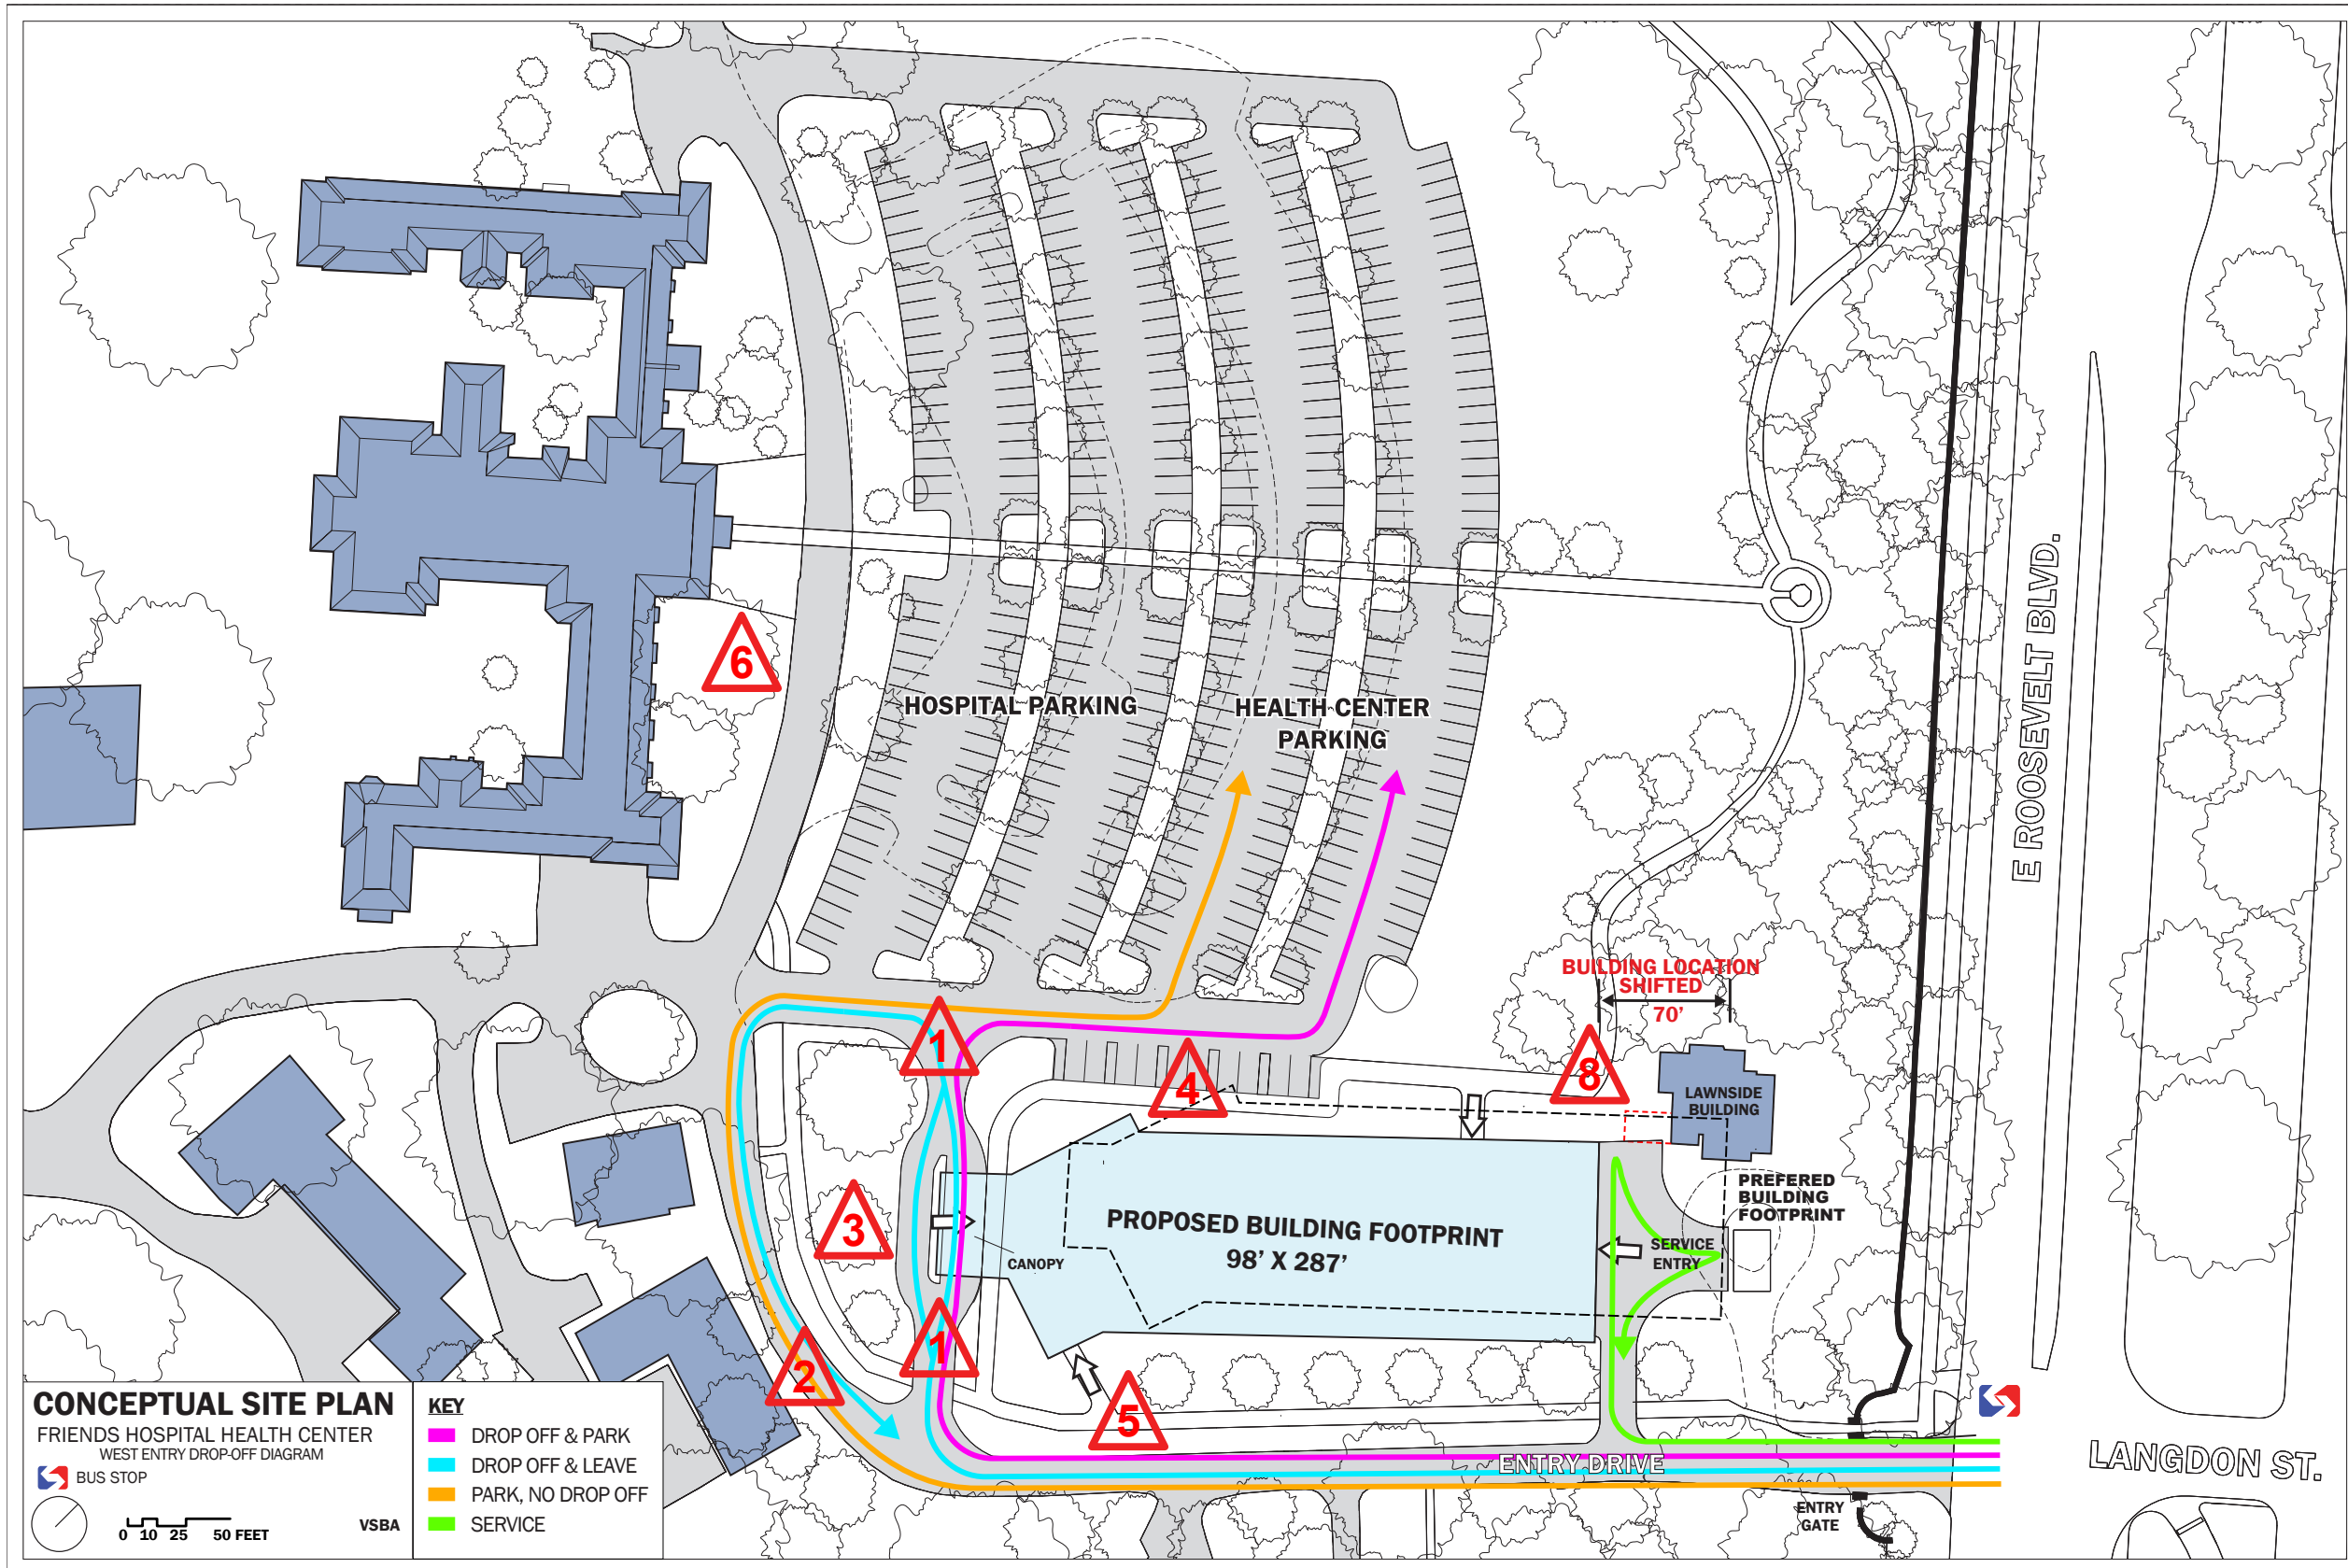 6
HOSPITAL PARKING
HEALTH CENTER
PARKING
E ROOSEVELT BLVD.
BUILDING LOCATION
SHIFTED
70’
1
4
8
LAWNSIDE
BUILDING
3
PROPOSED BUILDING FOOTPRINT
98’ X 287’
CANOPY
PREFERED
BUILDING
FOOTPRINT
SERVICE
ENTRY
1
2
5
ENTRY DRIVE
LANGDON ST.
ENTRY
GATE
CONCEPTUAL SITE PLAN
FRIENDS HOSPITAL HEALTH CENTER
WEST ENTRY DROP-OFF DIAGRAM
BUS STOP
0 10 25 50 FEET
VSBA
KEY
DROP OFF & PARK
DROP OFF & LEAVE
PARK, NO DROP OFF
SERVICE